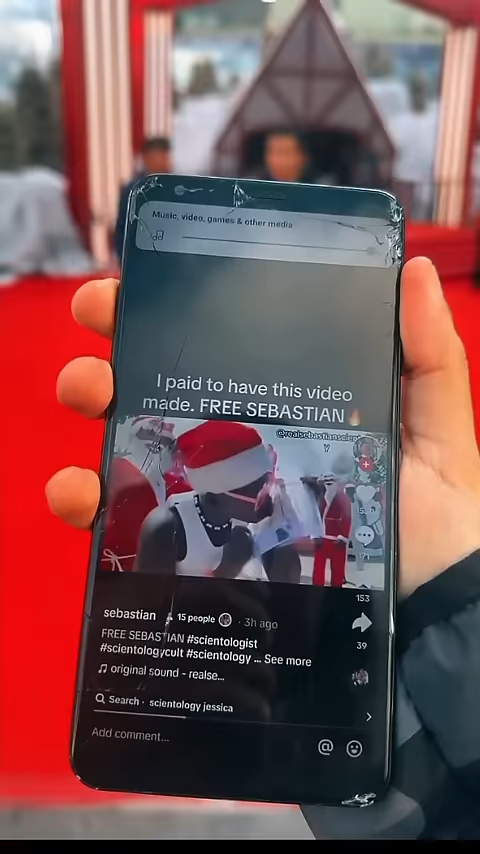 Music, video, games & other media
I paid to have this video
made. FREE SEBASTIAN 🔥
153
sebastian 15 people · 3h ago
FREE SEBASTIAN #scientologist
#scientologycult #scientology ... See more
39
original sound - realse...
Search · scientology jessica
Add comment...
@